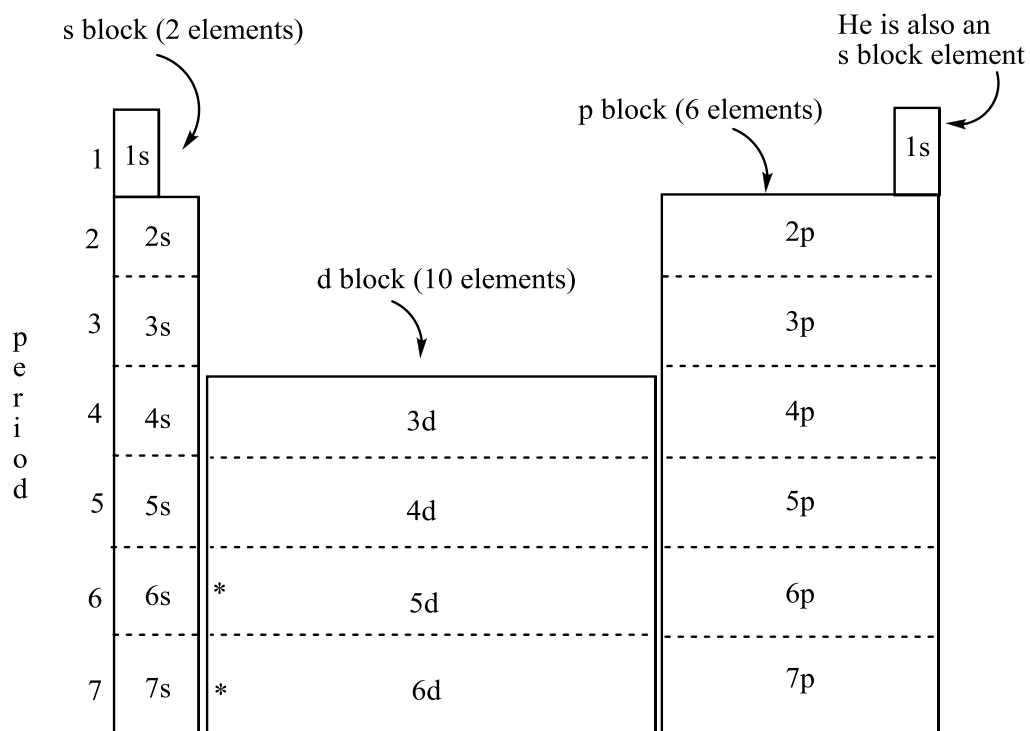 s block (2 elements)
He is also an
s block element
p block (6 elements)
1 1s 1s
2 2s 2p
d block (10 elements)
3 3s 3p
period
4 4s 3d 4p
5 5s 4d 5p
6 6s * 5d 6p
7 7s * 6d 7p